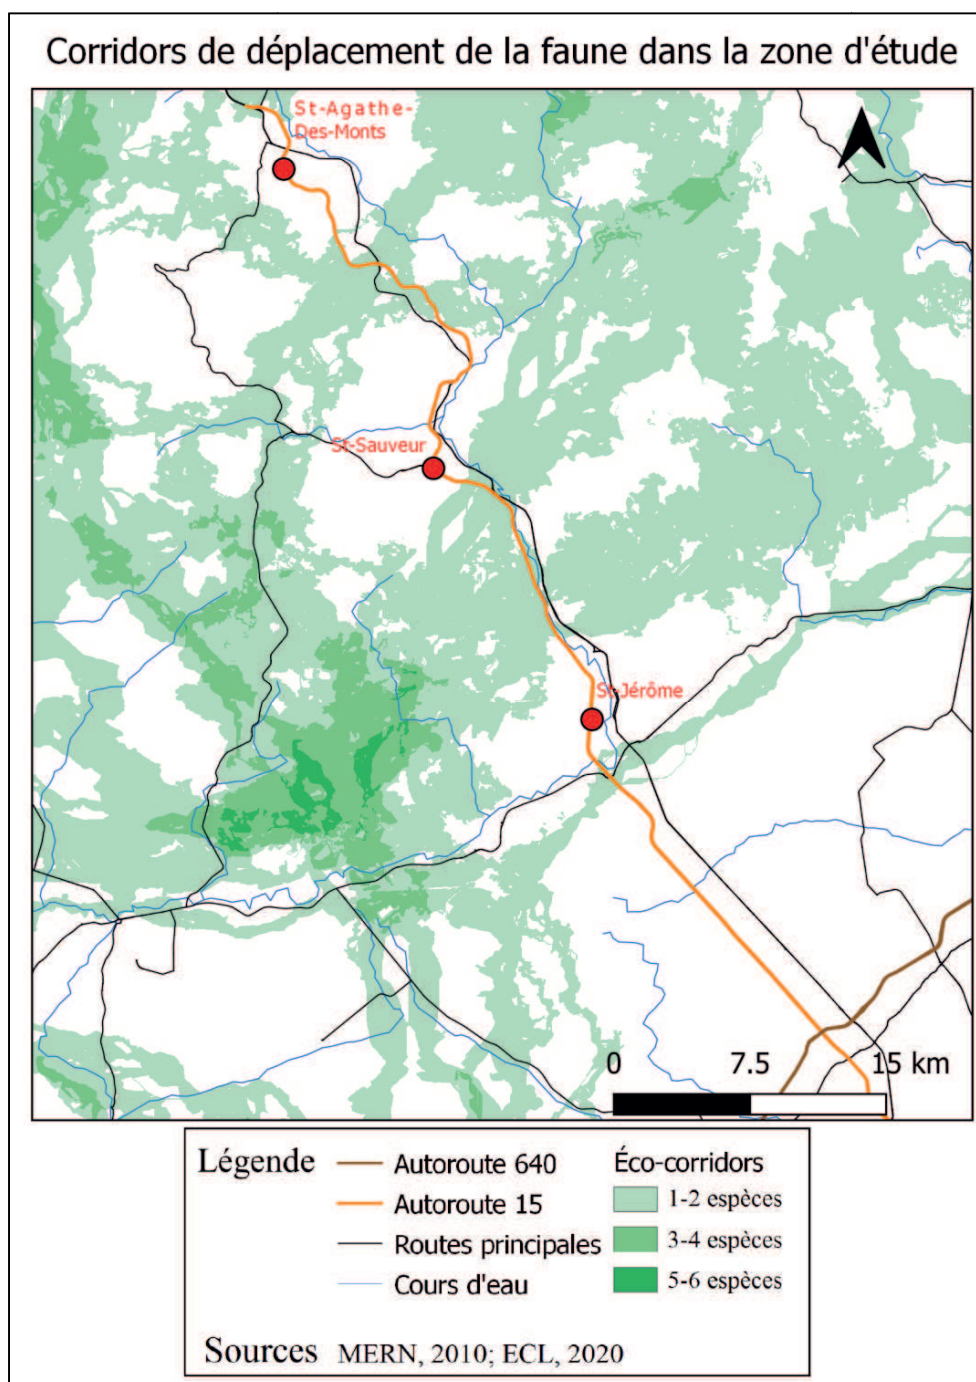 Corridors de déplacement de la faune dans la zone d'étude
St-Agathe-
Des-Monts
St-Sauveur
St-Jérôme
0 7.5 15 km
Légende
Autoroute 640
Autoroute 15
Routes principales
Cours d'eau
Éco-corridors
1-2 espèces
3-4 espèces
5-6 espèces
Sources MERN, 2010; ECL, 2020